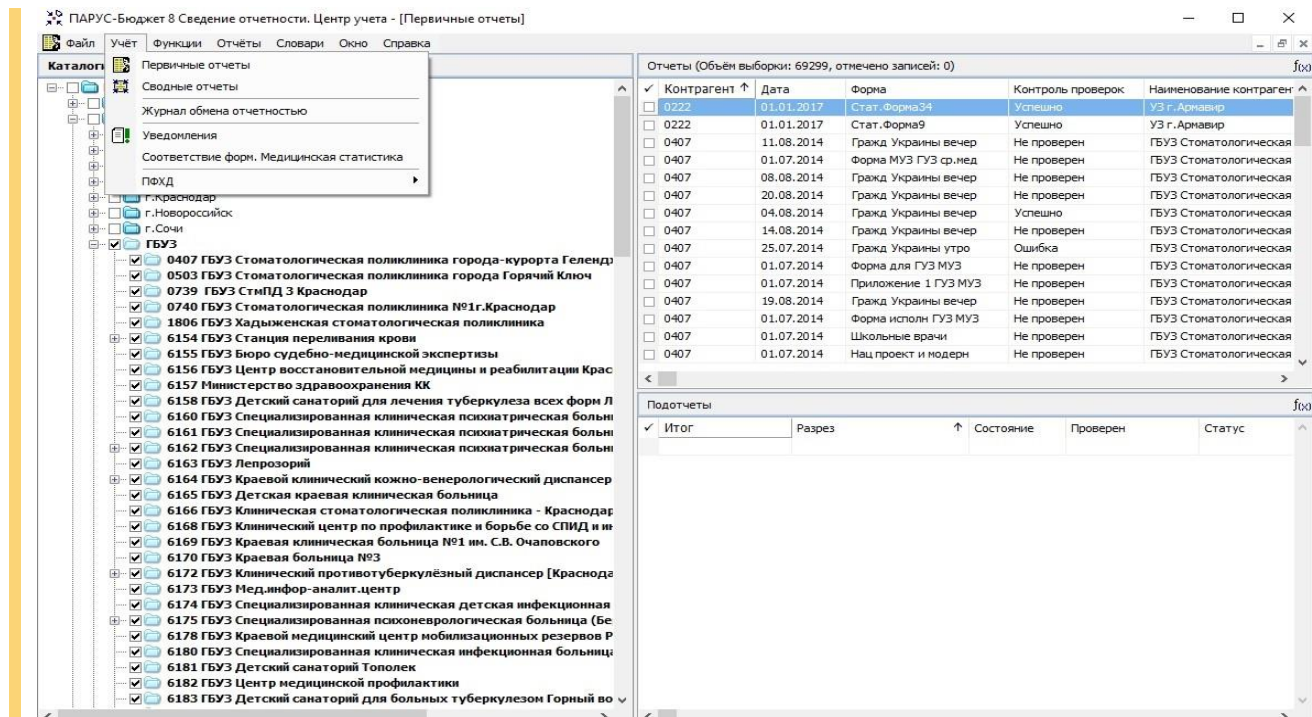 ПАРУС-Бюджет 8 Сведение отчетности. Центр учета - [Первичные отчеты]
Файл Учёт Функции Отчёты Словари Окно Справка
Каталоги
Первичные отчеты
Сводные отчеты
Журнал обмена отчетностью
Уведомления
Соответствие форм. Медицинская статистика
ПФХД
г.Краснодар
г.Новороссийск
г.Сочи
ГБУЗ
0407 ГБУЗ Стоматологическая поликлиника города-курорта Геленд
0503 ГБУЗ Стоматологическая поликлиника города Горячий Ключ
0739 ГБУЗ СтмПД 3 Краснодар
0740 ГБУЗ Стоматологическая поликлиника №1г.Краснодар
1806 ГБУЗ Хадыженская стоматологическая поликлиника
6154 ГБУЗ Станция переливания крови
6155 ГБУЗ Бюро судебно-медицинской экспертизы
6156 ГБУЗ Центр восстановительной медицины и реабилитации Крас
6157 Министерство здравоохранения КК
6158 ГБУЗ Детский санаторий для лечения туберкулеза всех форм Л
6160 ГБУЗ Специализированная клиническая психиатрическая больн
6161 ГБУЗ Специализированная клиническая психиатрическая больн
6162 ГБУЗ Специализированная клиническая психиатрическая больн
6163 ГБУЗ Лепрозорий
6164 ГБУЗ Краевой клинический кожно-венерологический диспансер
6165 ГБУЗ Детская краевая клиническая больница
6166 ГБУЗ Клиническая стоматологическая поликлиника - Краснодар
6168 ГБУЗ Клинический центр по профилактике и борьбе со СПИД и ин
6169 ГБУЗ Краевая клиническая больница №1 им. С.В. Очаповского
6170 ГБУЗ Краевая больница №3
6172 ГБУЗ Клинический противотуберкулёзный диспансер [Краснода
6173 ГБУЗ Мед.инфор-аналит.центр
6174 ГБУЗ Специализированная клиническая детская инфекционная
6175 ГБУЗ Специализированная психоневрологическая больница (Бе
6178 ГБУЗ Краевой медицинский центр мобилизационных резервов Р
6180 ГБУЗ Специализированная клиническая инфекционная больниц
6181 ГБУЗ Детский санаторий Тополек
6182 ГБУЗ Центр медицинской профилактики
6183 ГБУЗ Детский санаторий для больных туберкулезом Горный во
Отчеты (Объём выборки: 69299, отмечено записей: 0) f(x)
Контрагент Дата Форма Контроль проверок Наименование контрагент
0222 01.01.2017 Стат.Форма34 Успешно УЗ г.Армавир
0222 01.01.2017 Стат.Форма9 Успешно УЗ г.Армавир
0407 11.08.2014 Гражд Украины вечер Не проверен ГБУЗ Стоматологическая
0407 01.07.2014 Форма МУЗ ГУЗ ср.мед Не проверен ГБУЗ Стоматологическая
0407 08.08.2014 Гражд Украины вечер Не проверен ГБУЗ Стоматологическая
0407 20.08.2014 Гражд Украины вечер Не проверен ГБУЗ Стоматологическая
0407 04.08.2014 Гражд Украины вечер Успешно ГБУЗ Стоматологическая
0407 14.08.2014 Гражд Украины вечер Не проверен ГБУЗ Стоматологическая
0407 25.07.2014 Гражд Украины утро Ошибка ГБУЗ Стоматологическая
0407 01.07.2014 Форма для ГУЗ МУЗ Не проверен ГБУЗ Стоматологическая
0407 01.07.2014 Приложение 1 ГУЗ МУЗ Не проверен ГБУЗ Стоматологическая
0407 19.08.2014 Гражд Украины вечер Не проверен ГБУЗ Стоматологическая
0407 01.07.2014 Форма исполн ГУЗ МУЗ Не проверен ГБУЗ Стоматологическая
0407 01.07.2014 Школьные врачи Не проверен ГБУЗ Стоматологическая
0407 01.07.2014 Нац проект и модерн Не проверен ГБУЗ Стоматологическая
Подотчеты f(x)
Итог Разрез Состояние Проверен Статус